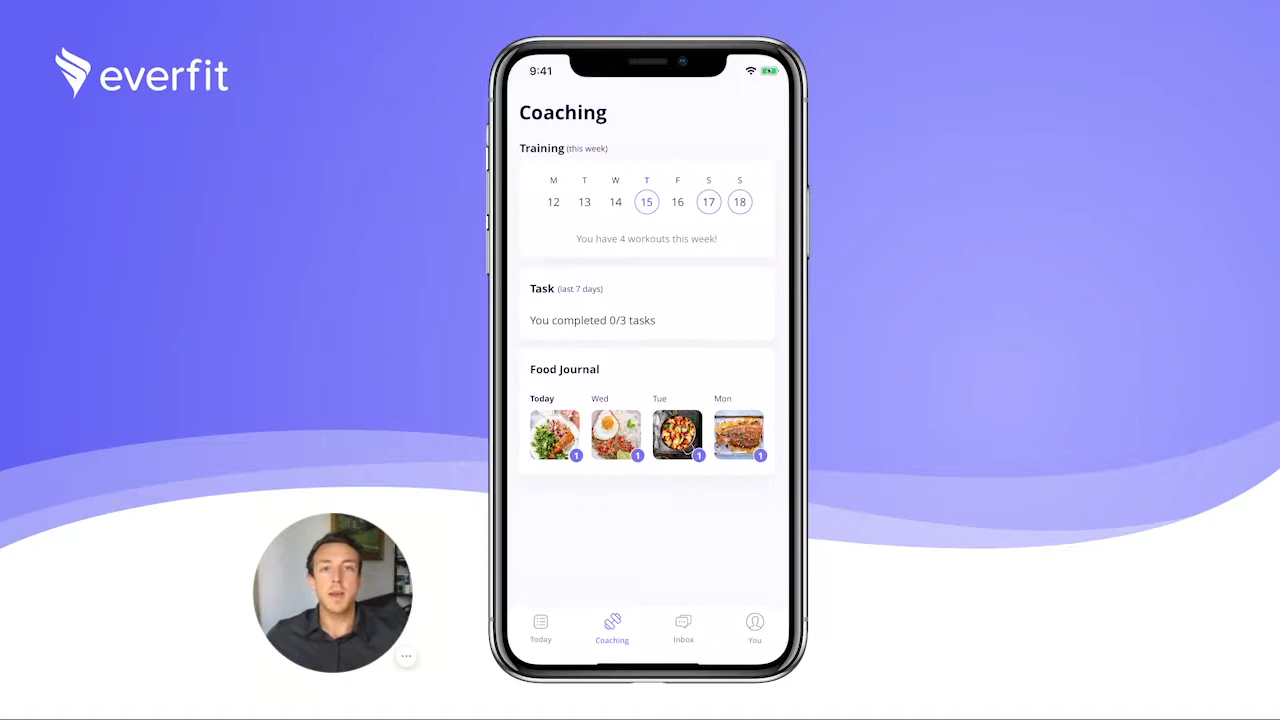 everfit
9:41
Coaching
Training (this week)
M T W T F S S
12 13 14 15 16 17 18
You have 4 workouts this week!
Task (last 7 days)
You completed 0/3 tasks
Food Journal
Today Wed Tue Mon
1 1 1 1
Today Coaching Inbox You